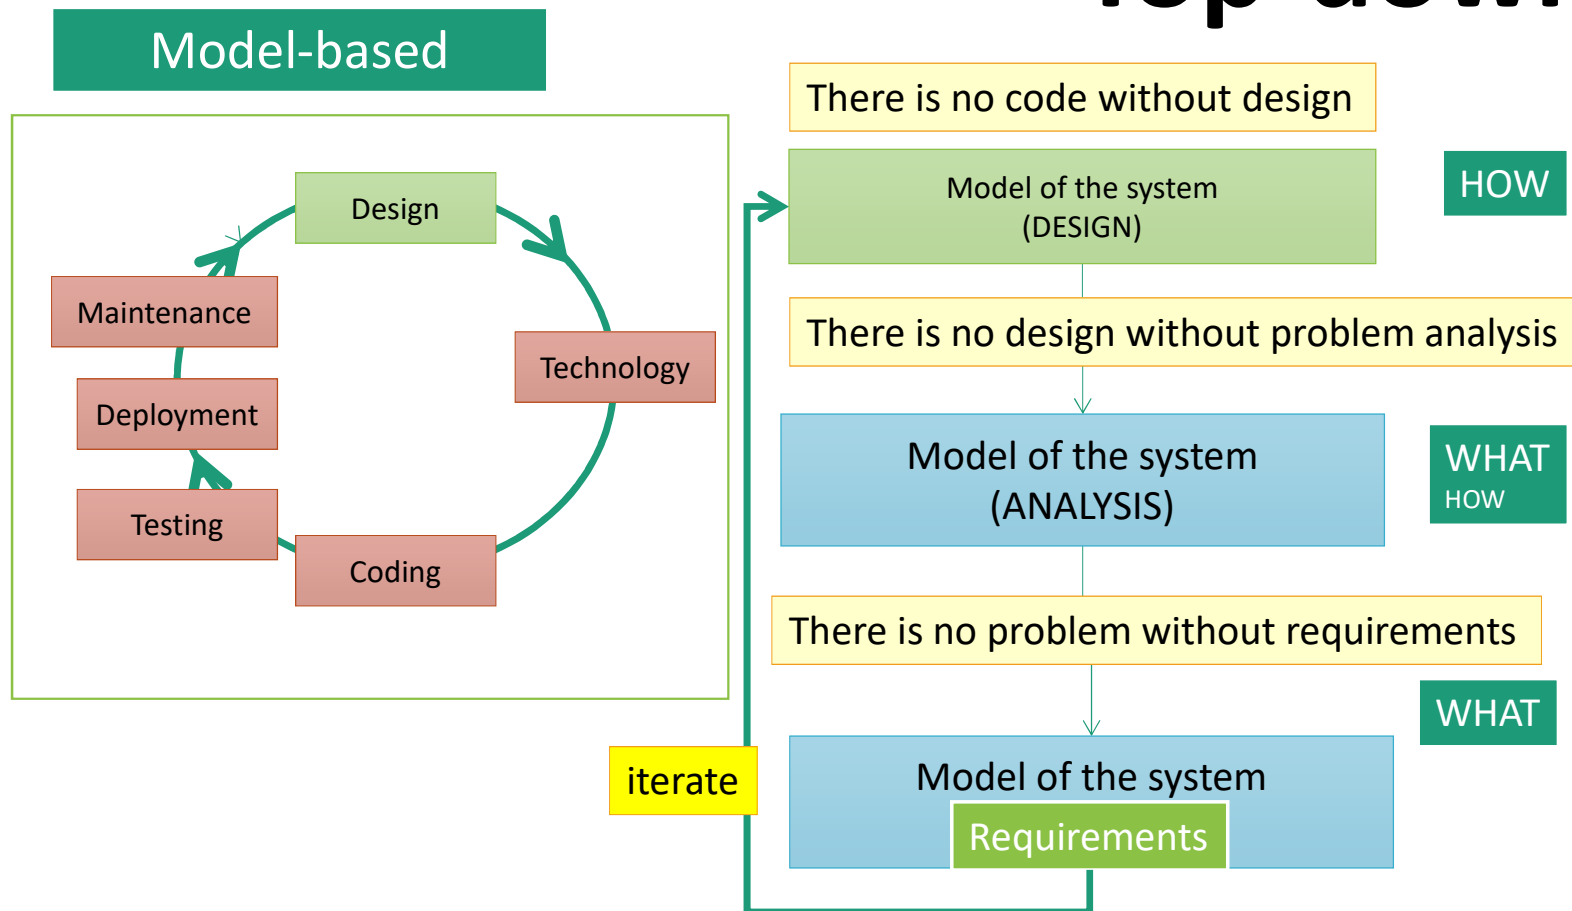 Model-based
Design
Maintenance
Technology
Deployment
Testing
Coding
There is no code without design
Model of the system
(DESIGN)
HOW
There is no design without problem analysis
Model of the system
(ANALYSIS)
WHAT
HOW
There is no problem without requirements
WHAT
iterate
Model of the system
Requirements